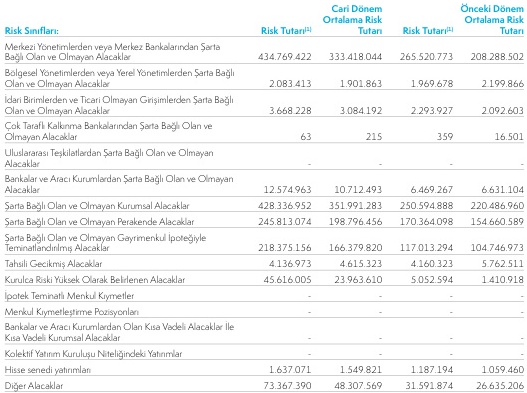 Cari Dönem Önceki Dönem
Ortalama Risk Ortalama Risk
Risk Sınıfları: Risk Tutarı(1) Tutarı Risk Tutarı(1) Tutarı
Merkezi Yönetimlerden veya Merkez Bankalarından Şarta
Bağlı Olan ve Olmayan Alacaklar 434.769.422 333.418.044 265.520.773 208.288.502
Bölgesel Yönetimlerden veya Yerel Yönetimlerden Şarta Bağlı
Olan ve Olmayan Alacaklar 2.083.413 1.901.863 1.969.678 2.199.866
İdari Birimlerden ve Ticari Olmayan Girişimlerden Şarta Bağlı
Olan ve Olmayan Alacaklar 3.668.228 3.084.192 2.293.927 2.092.603
Çok Taraflı Kalkınma Bankalarından Şarta Bağlı Olan ve
Olmayan Alacaklar 63 215 359 16.501
Uluslararası Teşkilatlardan Şarta Bağlı Olan ve Olmayan
Alacaklar - - - -
Bankalar ve Aracı Kurumlardan Şarta Bağlı Olan ve Olmayan
Alacaklar 12.574.963 10.712.493 6.469.267 6.631.104
Şarta Bağlı Olan ve Olmayan Kurumsal Alacaklar 428.336.952 351.991.283 250.594.888 220.486.960
Şarta Bağlı Olan ve Olmayan Perakende Alacaklar 245.813.074 198.796.456 170.364.098 154.660.589
Şarta Bağlı Olan ve Olmayan Gayrimenkul İpoteğiyle
Teminatlandırılmış Alacaklar 218.375.156 166.379.820 117.013.294 104.746.973
Tahsili Gecikmiş Alacaklar 4.136.973 4.615.323 4.160.323 5.762.511
Kurulca Riski Yüksek Olarak Belirlenen Alacaklar 45.616.005 23.963.610 5.052.594 1.410.918
İpotek Teminatlı Menkul Kıymetler - - - -
Menkul Kıymetleştirme Pozisyonları - - - -
Bankalar ve Aracı Kurumlardan Olan Kısa Vadeli Alacaklar İle
Kısa Vadeli Kurumsal Alacaklar - - - -
Kolektif Yatırım Kuruluşu Niteliğindeki Yatırımlar - - - -
Hisse senedi yatırımları 1.637.071 1.549.821 1.187.194 1.059.460
Diğer Alacaklar 73.367.390 48.307.569 31.591.874 26.635.206